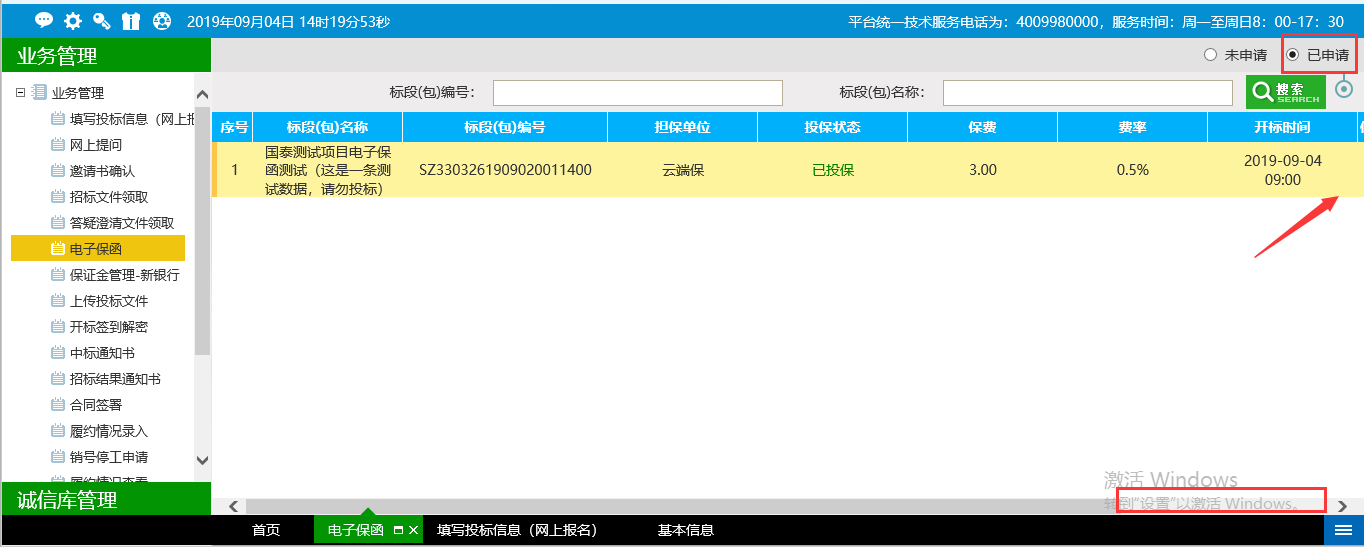 2019年09月04日 14时19分53秒
平台统一技术服务电话为：4009980000，服务时间：周一至周日8：00-17：30
业务管理
未申请 已申请
业务管理
填写投标信息（网上报
网上提问
邀请书确认
招标文件领取
答疑澄清文件领取
电子保函
保证金管理-新银行
上传投标文件
开标签到解密
中标通知书
招标结果通知书
合同签署
履约情况录入
销号停工申请
履约情况查看
诚信库管理
标段(包)编号： 标段(包)名称： 搜索
SEARCH
序号 标段(包)名称 标段(包)编号 担保单位 投保状态 保费 费率 开标时间
1 国泰测试项目电子保函测试（这是一条测试数据，请勿投标） SZ3303261909020011400 云端保 已投保 3.00 0.5% 2019-09-04 09:00
激活 Windows
转到"设置"以激活 Windows。
首页 电子保函 填写投标信息（网上报名） 基本信息